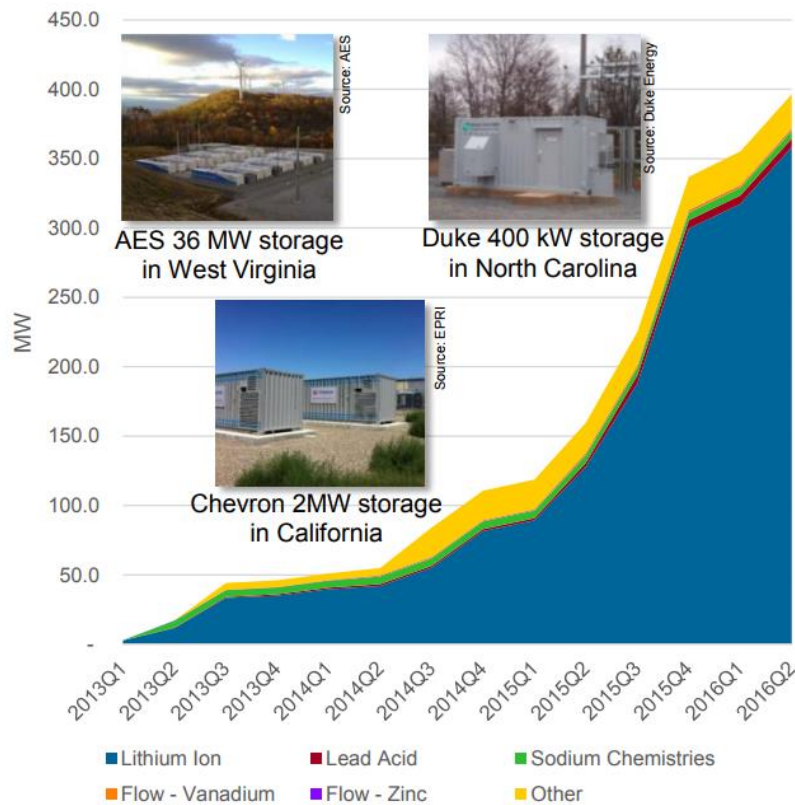 450.0
400.0
350.0
300.0
250.0
200.0
150.0
100.0
50.0
-
MW
Source: AES
AES 36 MW storage
in West Virginia
Source: Duke Energy
Duke 400 kW storage
in North Carolina
Source: EPRI
Chevron 2MW storage
in California
2013Q1
2013Q2
2013Q3
2013Q4
2014Q1
2014Q2
2014Q3
2014Q4
2015Q1
2015Q2
2015Q3
2015Q4
2016Q1
2016Q2
Lithium Ion
Lead Acid
Sodium Chemistries
Flow - Vanadium
Flow - Zinc
Other